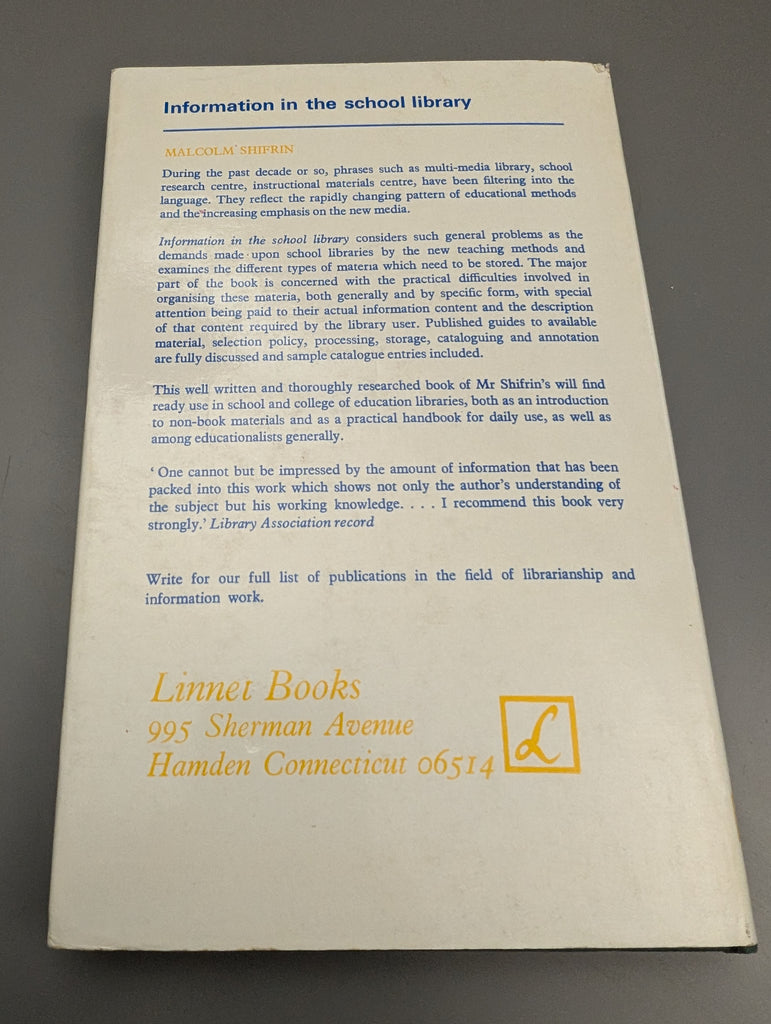 Information in the school library
MALCOLM SHIFRIN
During the past decade or so, phrases such as multi-media library, school
research centre, instructional materials centre, have been filtering into the
language. They reflect the rapidly changing pattern of educational methods
and the increasing emphasis on the new media.
Information in the school library considers such general problems as the
demands made upon school libraries by the new teaching methods and
examines the different types of materia which need to be stored. The major
part of the book is concerned with the practical difficulties involved in
organising these materia, both generally and by specific form, with special
attention being paid to their actual information content and the description
of that content required by the library user. Published guides to available
material, selection policy, processing, storage, cataloguing and annotation
are fully discussed and sample catalogue entries included.
This well written and thoroughly researched book of Mr Shifrin's will find
ready use in school and college of education libraries, both as an introduction
to non-book materials and as a practical handbook for daily use, as well as
among educationalists generally.
‘ One cannot but be impressed by the amount of information that has been
packed into this work which shows not only the author's understanding of
the subject but his working knowledge. . . . I recommend this book very
strongly.’ Library Association record
Write for our full list of publications in the field of librarianship and
information work.
Linnet Books
995 Sherman Avenue
Hamden Connecticut 06514
L